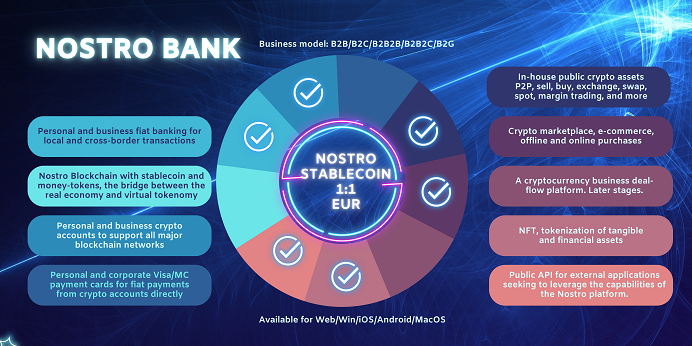 NOSTRO BANK
Business model: B2B/B2C/B2B2B/B2B2C/B2G
Personal and business fiat banking for
local and cross-border transactions
Nostro Blockchain with stablecoin and
money-tokens, the bridge between the
real economy and virtual tokenomy
Personal and business crypto
accounts to support all major
blockchain networks
Personal and corporate Visa/MC
payment cards for fiat payments
from crypto accounts directly
NOSTRO
STABLECOIN
1:1
EUR
In-house public crypto assets
P2P, sell, buy, exchange, swap,
spot, margin trading, and more
Crypto marketplace, e-commerce,
offline and online purchases
A cryptocurrency business deal-
flow platform. Later stages.
NFT, tokenization of tangible
and financial assets
Public API for external applications
seeking to leverage the capabilities of
the Nostro platform.
Available for Web/Win/iOS/Android/MacOS